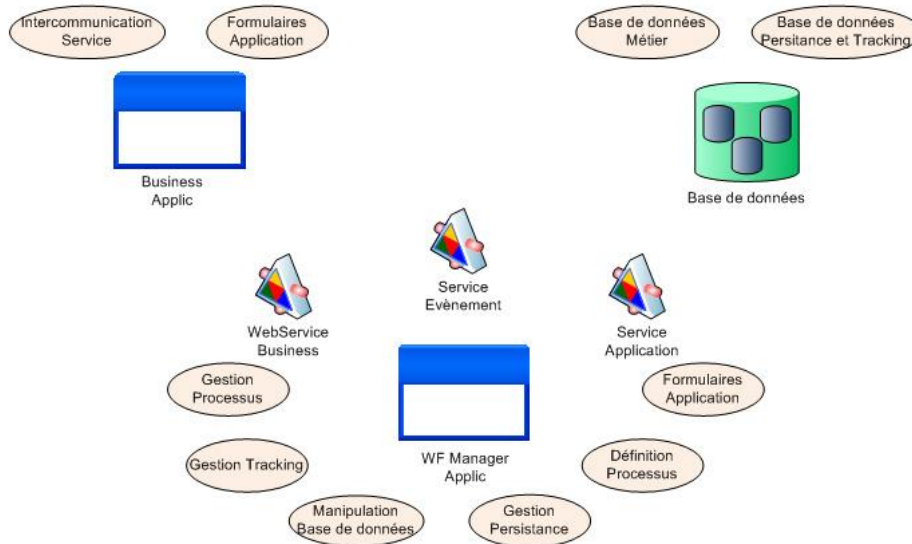 Intercommunication
Service
Formulaires
Application
Base de données
Métier
Base de données
Persitance et Tracking
Business
Applic
Base de données
Service
Evènement
WebService
Business
Service
Application
Gestion
Processus
Formulaires
Application
Gestion Tracking
WF Manager
Applic
Définition
Processus
Manipulation
Base de données
Gestion
Persistance